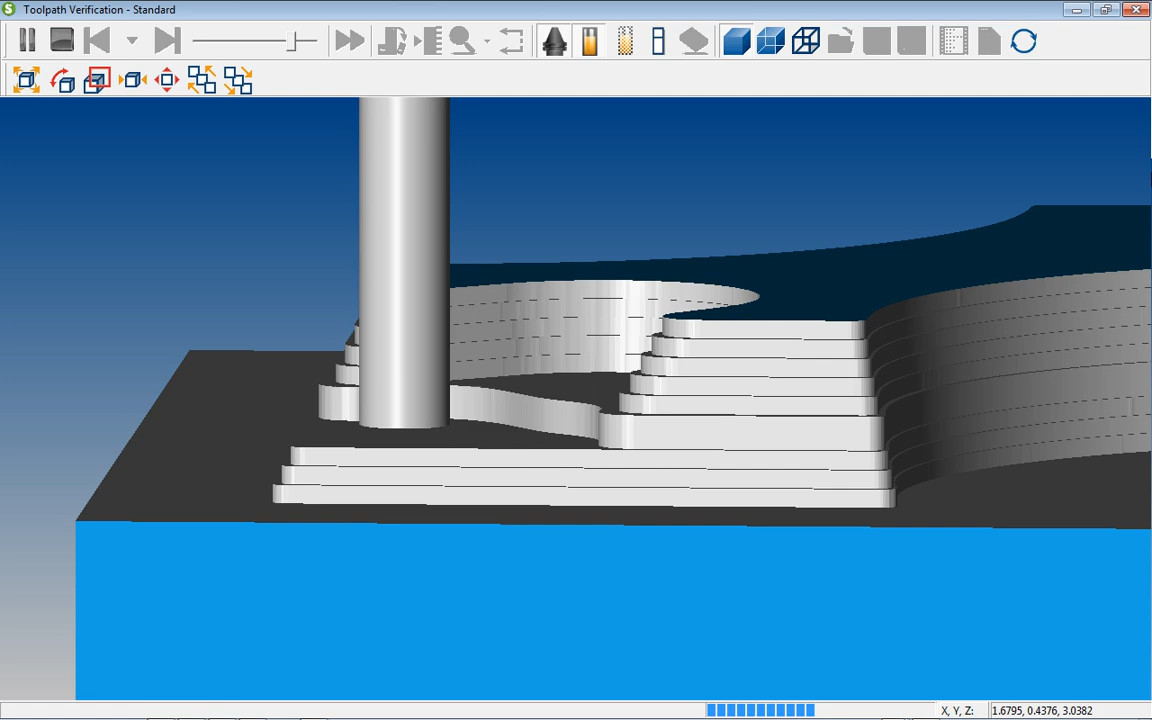 S Toolpath Verification - Standard
X, Y, Z: 1.6795, 0.4376, 3.0382